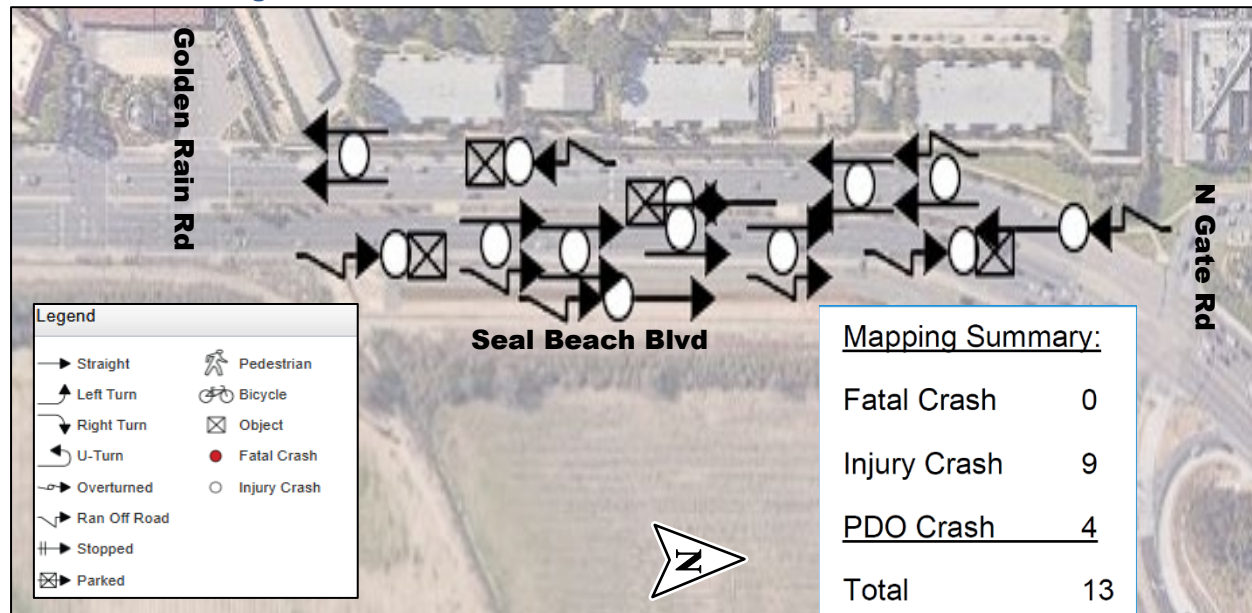 Golden Rain Rd
N Gate Rd
Seal Beach Blvd
Legend
Straight
Left Turn
Right Turn
U-Turn
Overturned
Ran Off Road
Stopped
Parked
Pedestrian
Bicycle
Object
Fatal Crash
Injury Crash
N
Mapping Summary:
Fatal Crash 0
Injury Crash 9
PDO Crash 4
Total 13